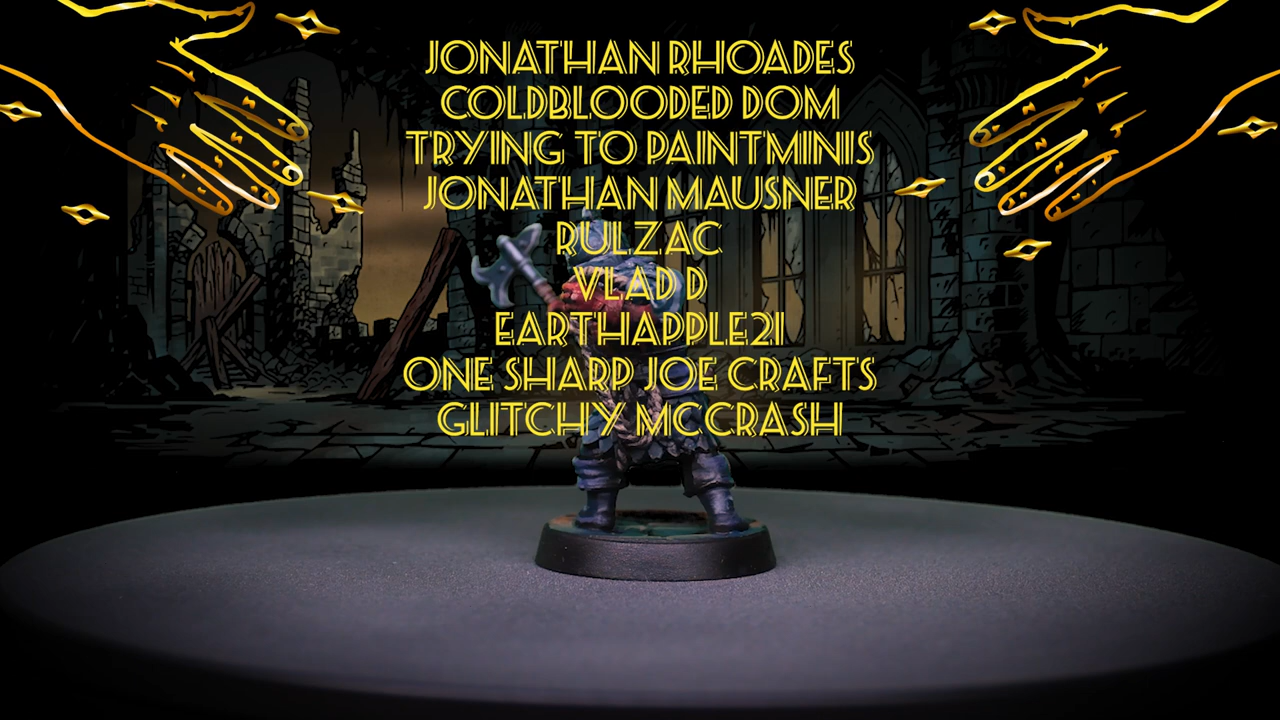 JONATHAN RHOADES
COLDBLOODED DOM
TRYING TO PAINTMINIS
JONATHAN MAUSNER
RULZAC
VLAD D
EARTHAPPLE21
ONE SHARP JOE CRAFTS
GLITCHY MCCRASH